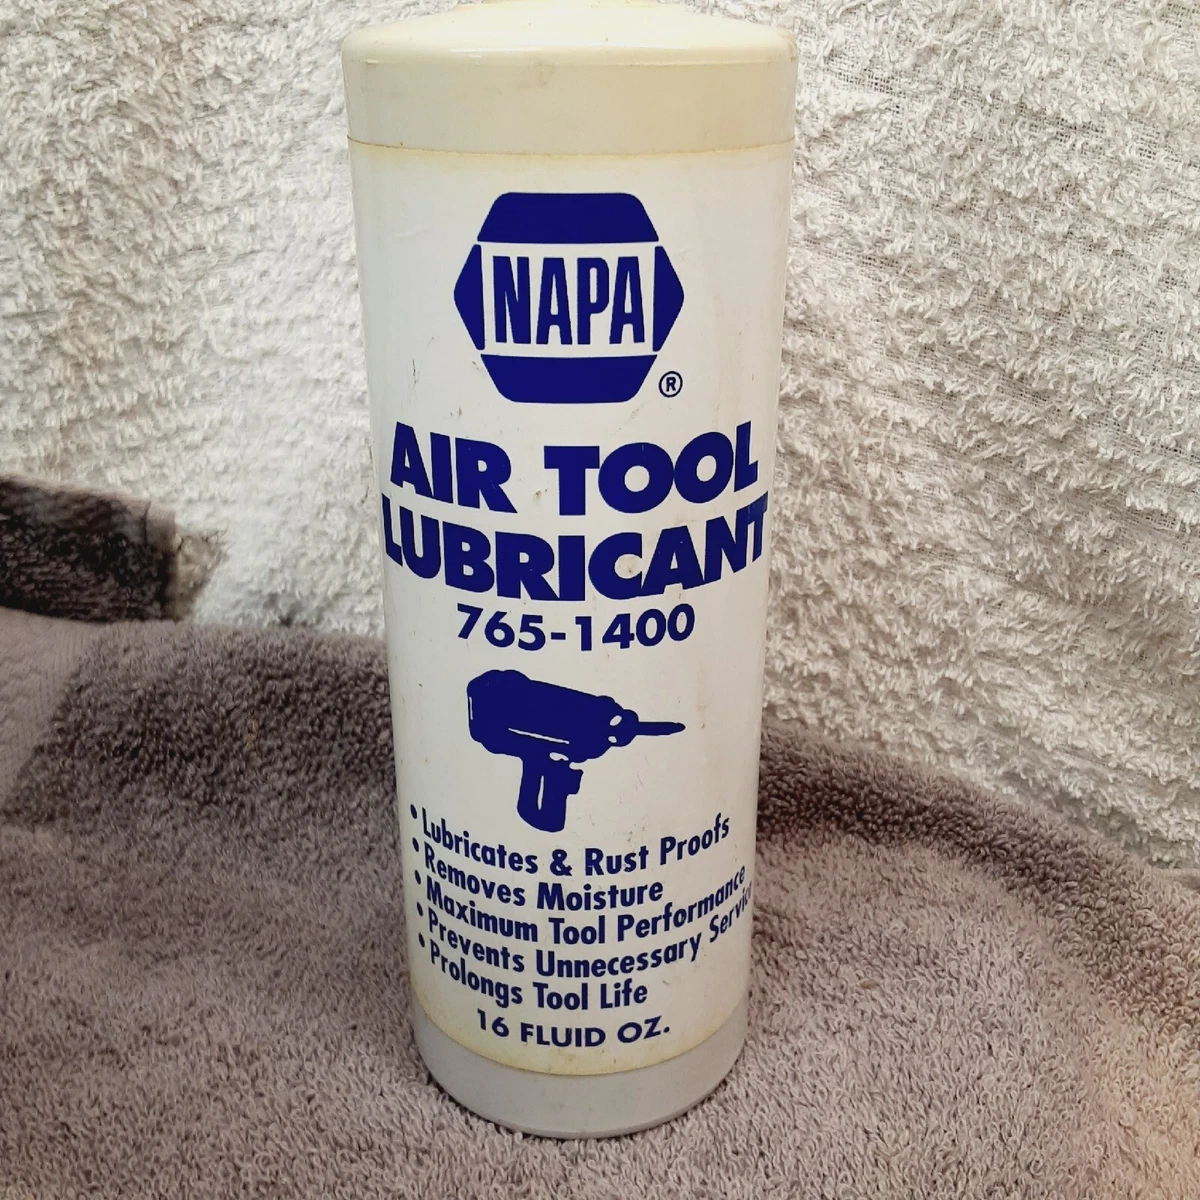 NAPA
®
AIR TOOL
LUBRICANT
765-1400
• Lubricates & Rust Proofs
• Removes Moisture
• Maximum Tool Performance
• Prevents Unnecessary Service
• Prolongs Tool Life
16 FLUID OZ.